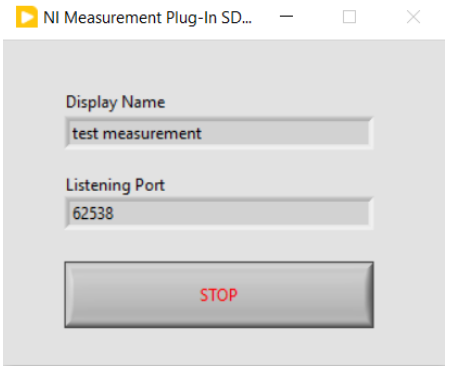 NI Measurement Plug-In SD...
Display Name
test measurement
Listening Port
62538
STOP